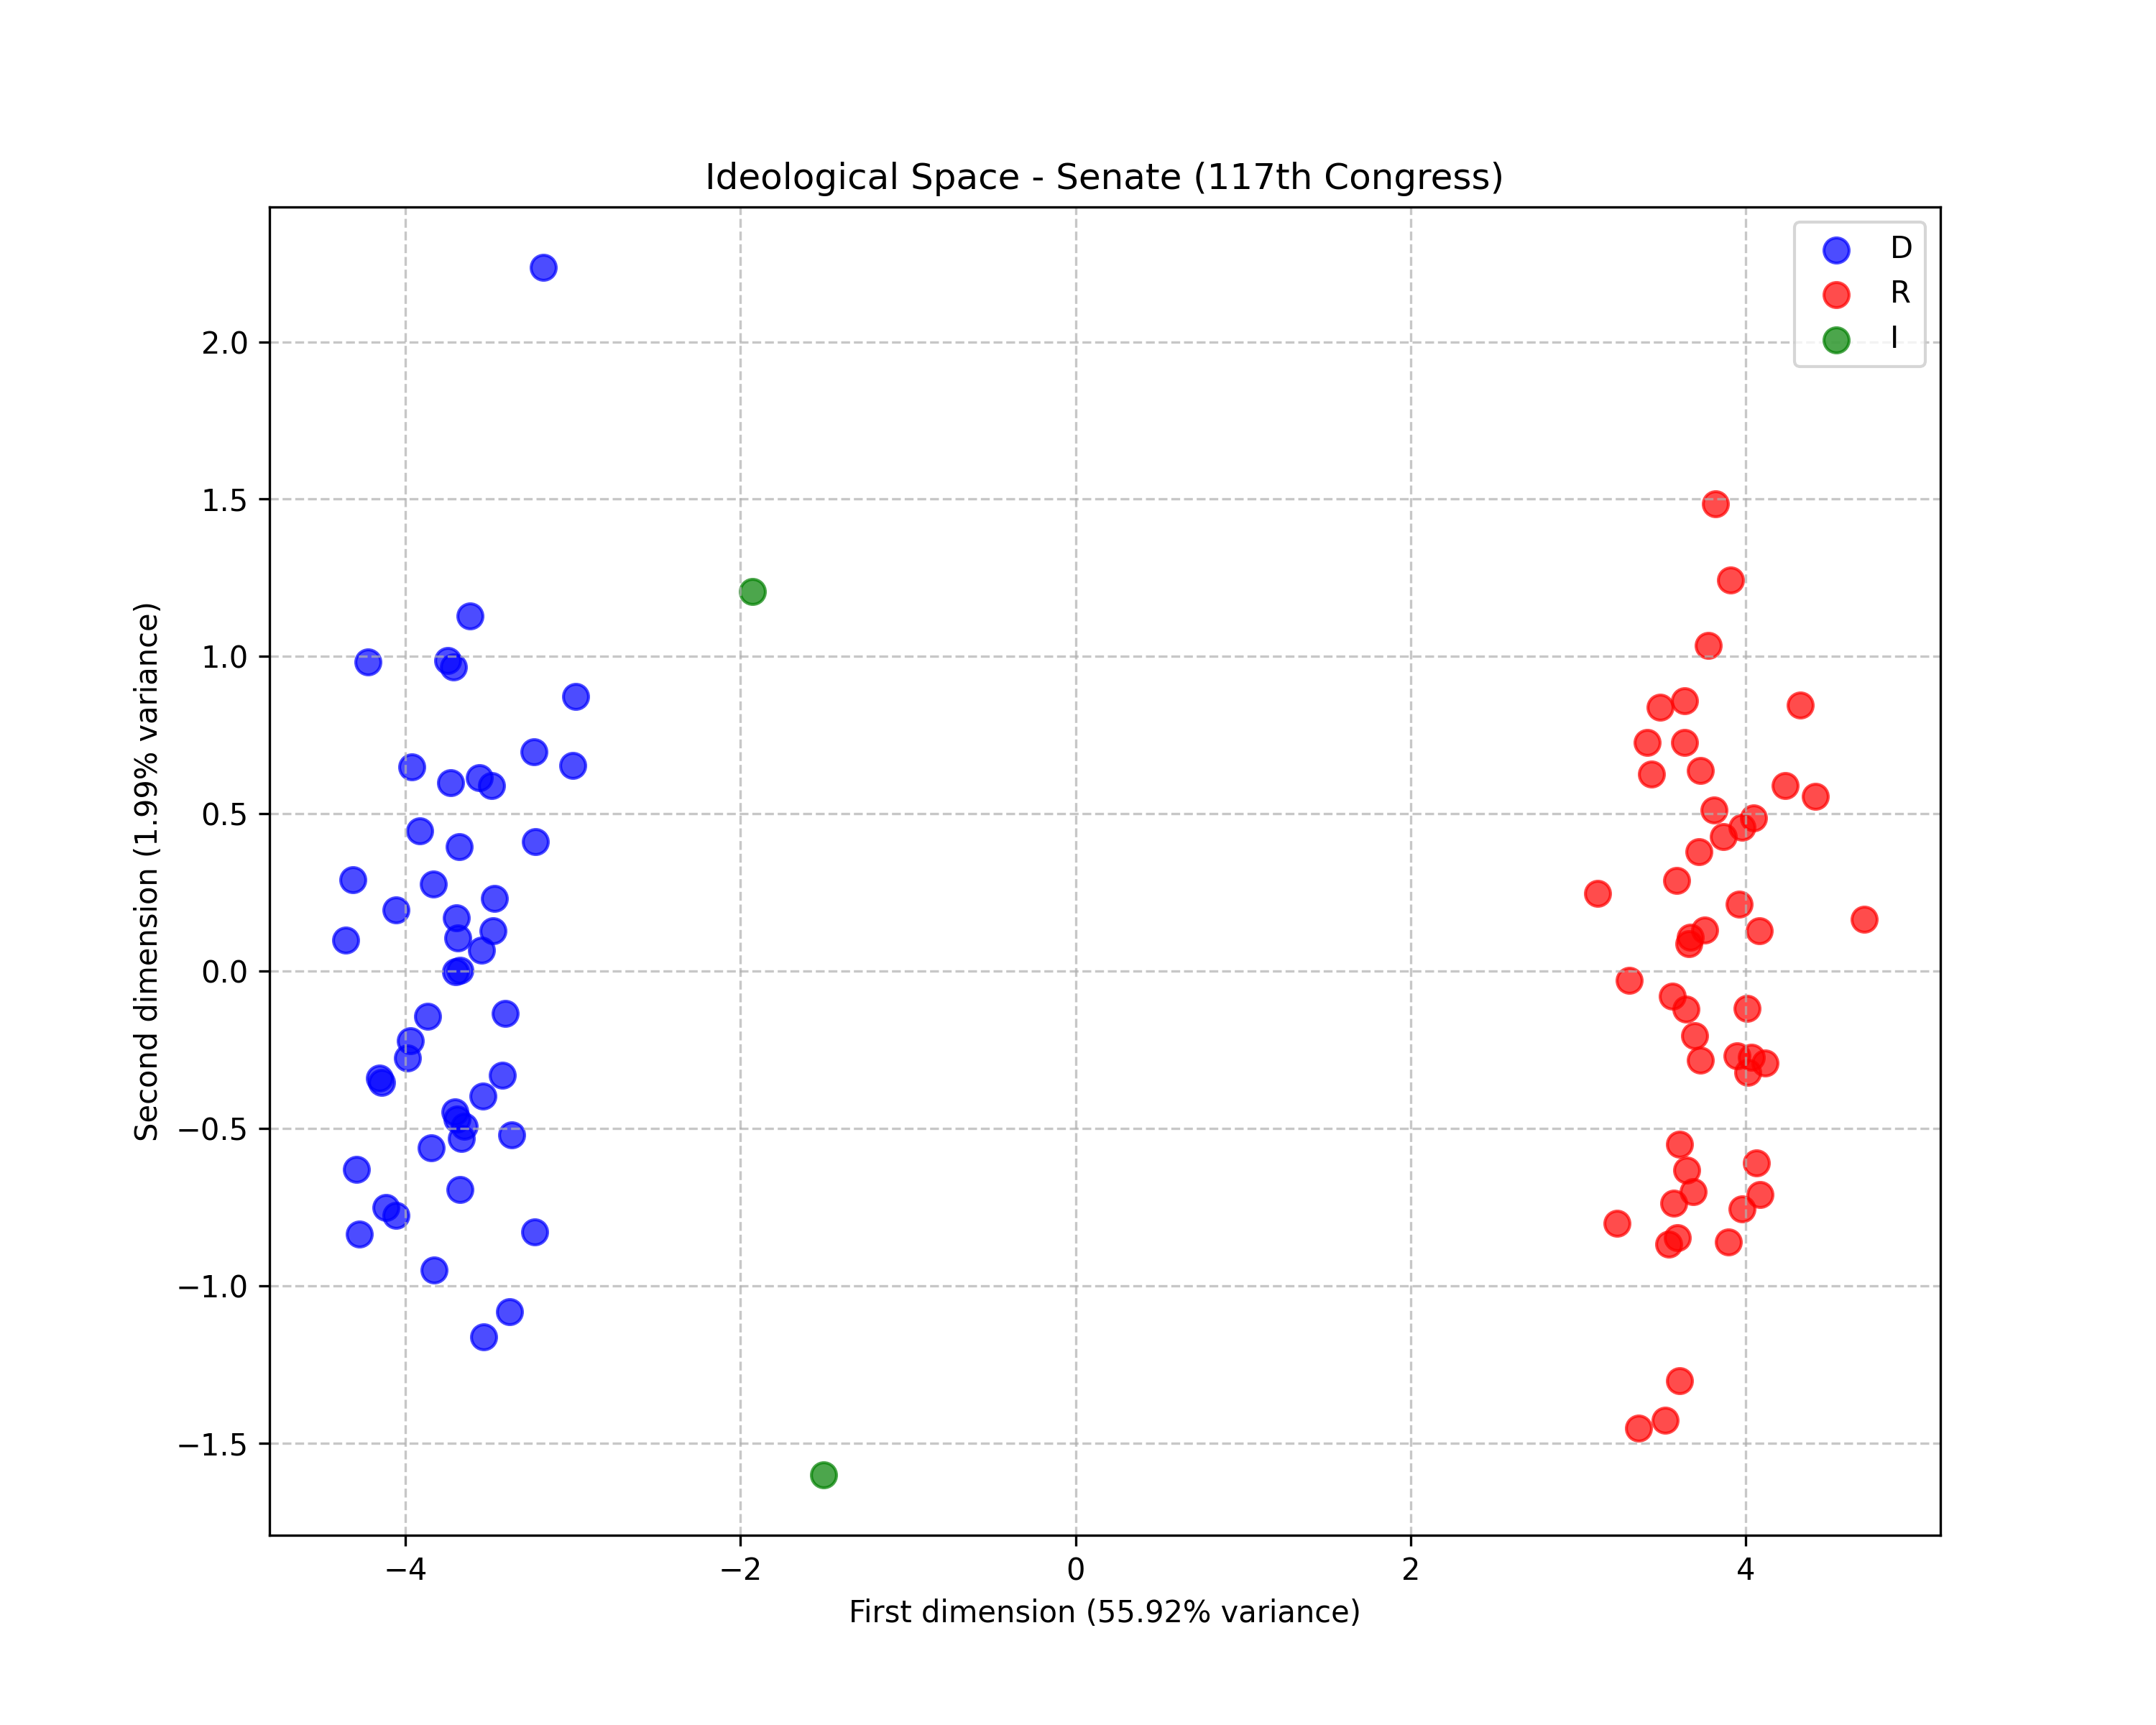 Ideological Space - Senate (117th Congress)
D
R
I
2.0
1.5
1.0
0.5
0.0
−0.5
−1.0
−1.5
Second dimension (1.99% variance)
−4
−2
0
2
4
First dimension (55.92% variance)